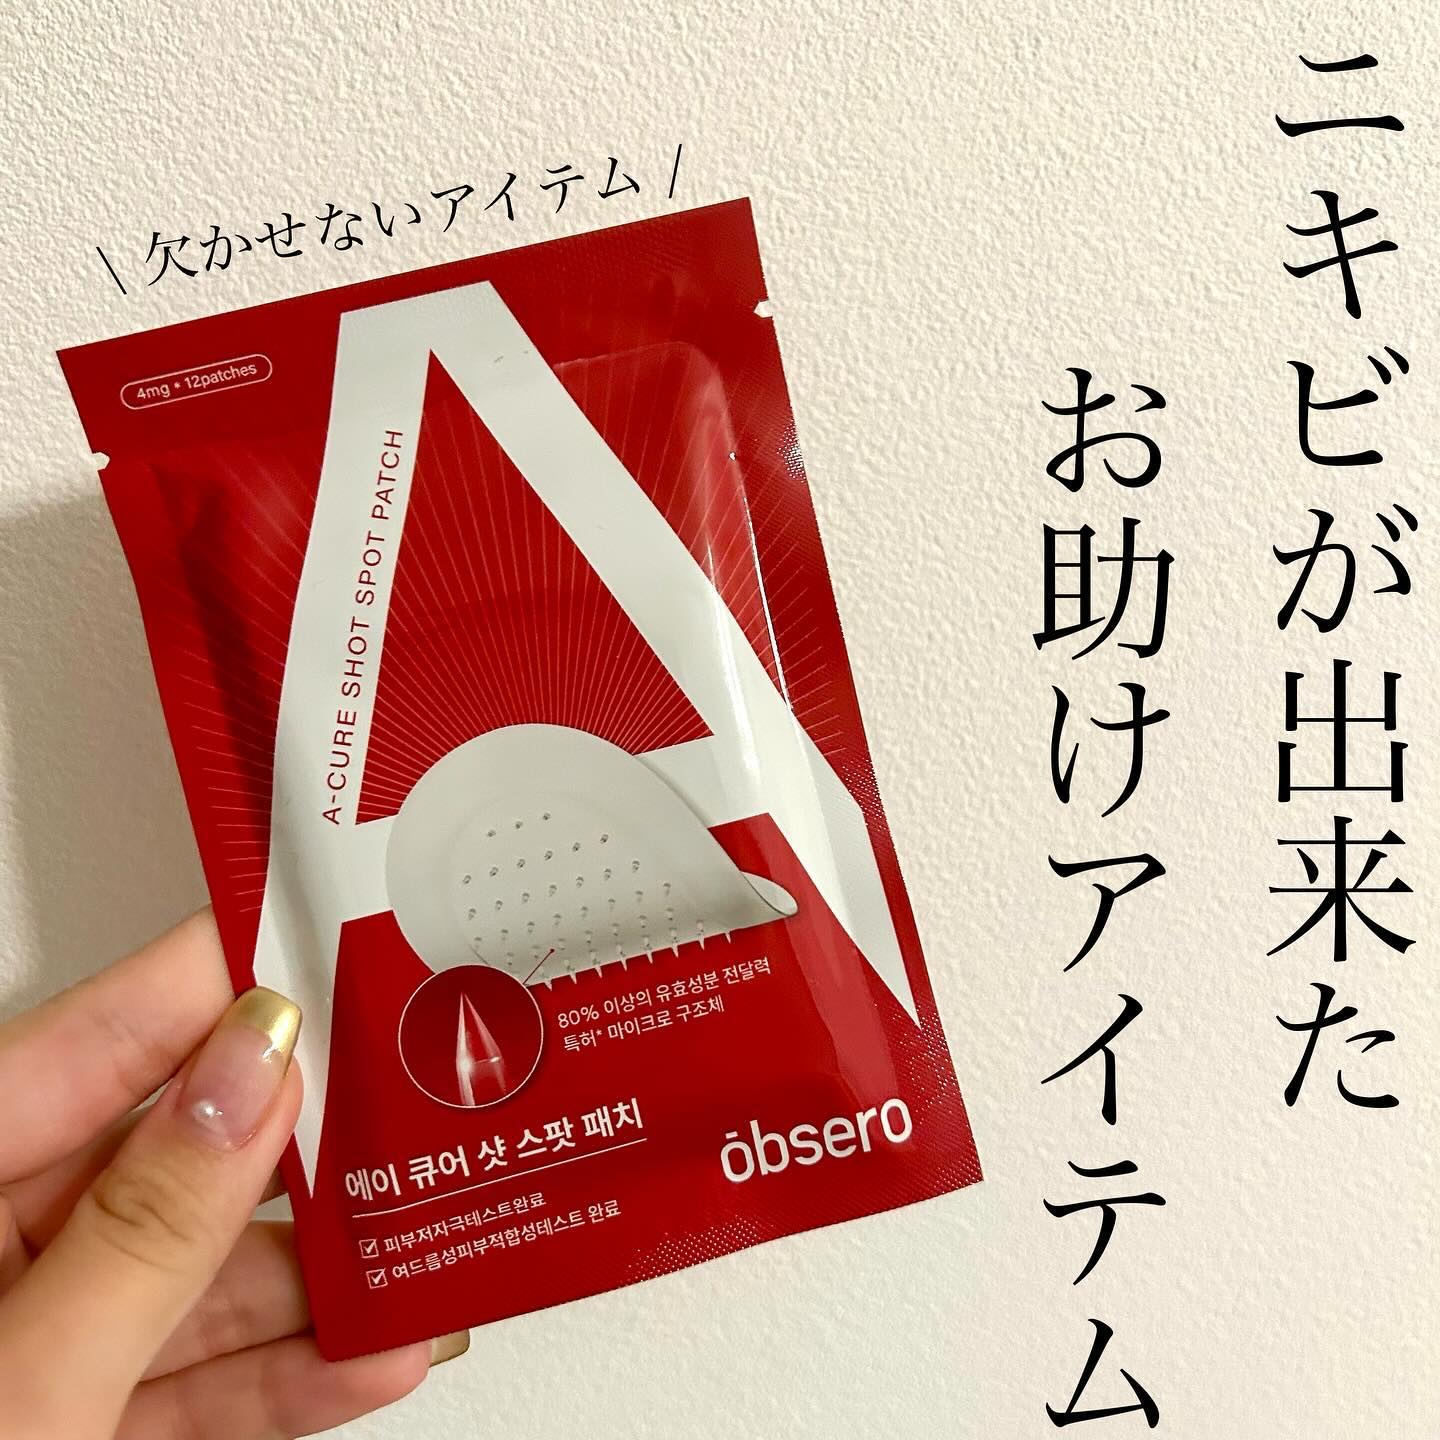 ニキビが出来た
お助けアイテム
\ 欠かせないアイテム /
4mg * 12patches
A-CURE SHOT SPOT PATCH
80% 이상의 유효성분 전달력
특허* 마이크로 구조체
에이 큐어 샷 스팟 패치
피부저자극테스트완료
여드름성피부적합성테스트 완료
ōbsero